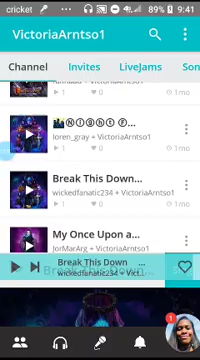 cricket 89% 9:41
VictoriaArntso1
Channel Invites LiveJams Son
+ VictoriaArntso1
1 0 1mo
loren_gray + VictoriaArntso1
1 0 1mo
Break This Down...
wickedfanatic234 + VictoriaArntso1
1 0 1mo
My Once Upon a...
JorMarArg + VictoriaArntso1
Break This Down ...
wickedfanatic234 + Vict...
Break This Down
1